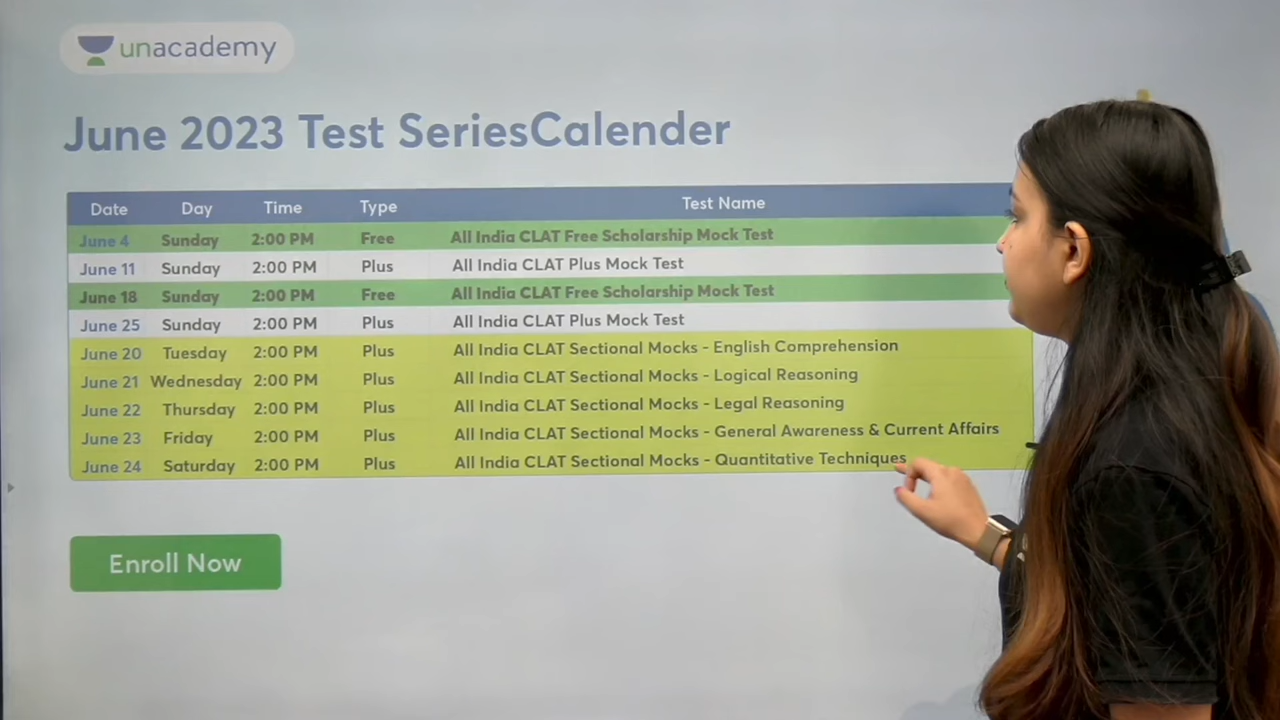 unacademy
June 2023 Test SeriesCalender
Date Day Time Type Test Name
June 4 Sunday 2:00 PM Free All India CLAT Free Scholarship Mock Test
June 11 Sunday 2:00 PM Plus All India CLAT Plus Mock Test
June 18 Sunday 2:00 PM Free All India CLAT Free Scholarship Mock Test
June 25 Sunday 2:00 PM Plus All India CLAT Plus Mock Test
June 20 Tuesday 2:00 PM Plus All India CLAT Sectional Mocks - English Comprehension
June 21 Wednesday 2:00 PM Plus All India CLAT Sectional Mocks - Logical Reasoning
June 22 Thursday 2:00 PM Plus All India CLAT Sectional Mocks - Legal Reasoning
June 23 Friday 2:00 PM Plus All India CLAT Sectional Mocks - General Awareness & Current Affairs
June 24 Saturday 2:00 PM Plus All India CLAT Sectional Mocks - Quantitative Techniques
Enroll Now